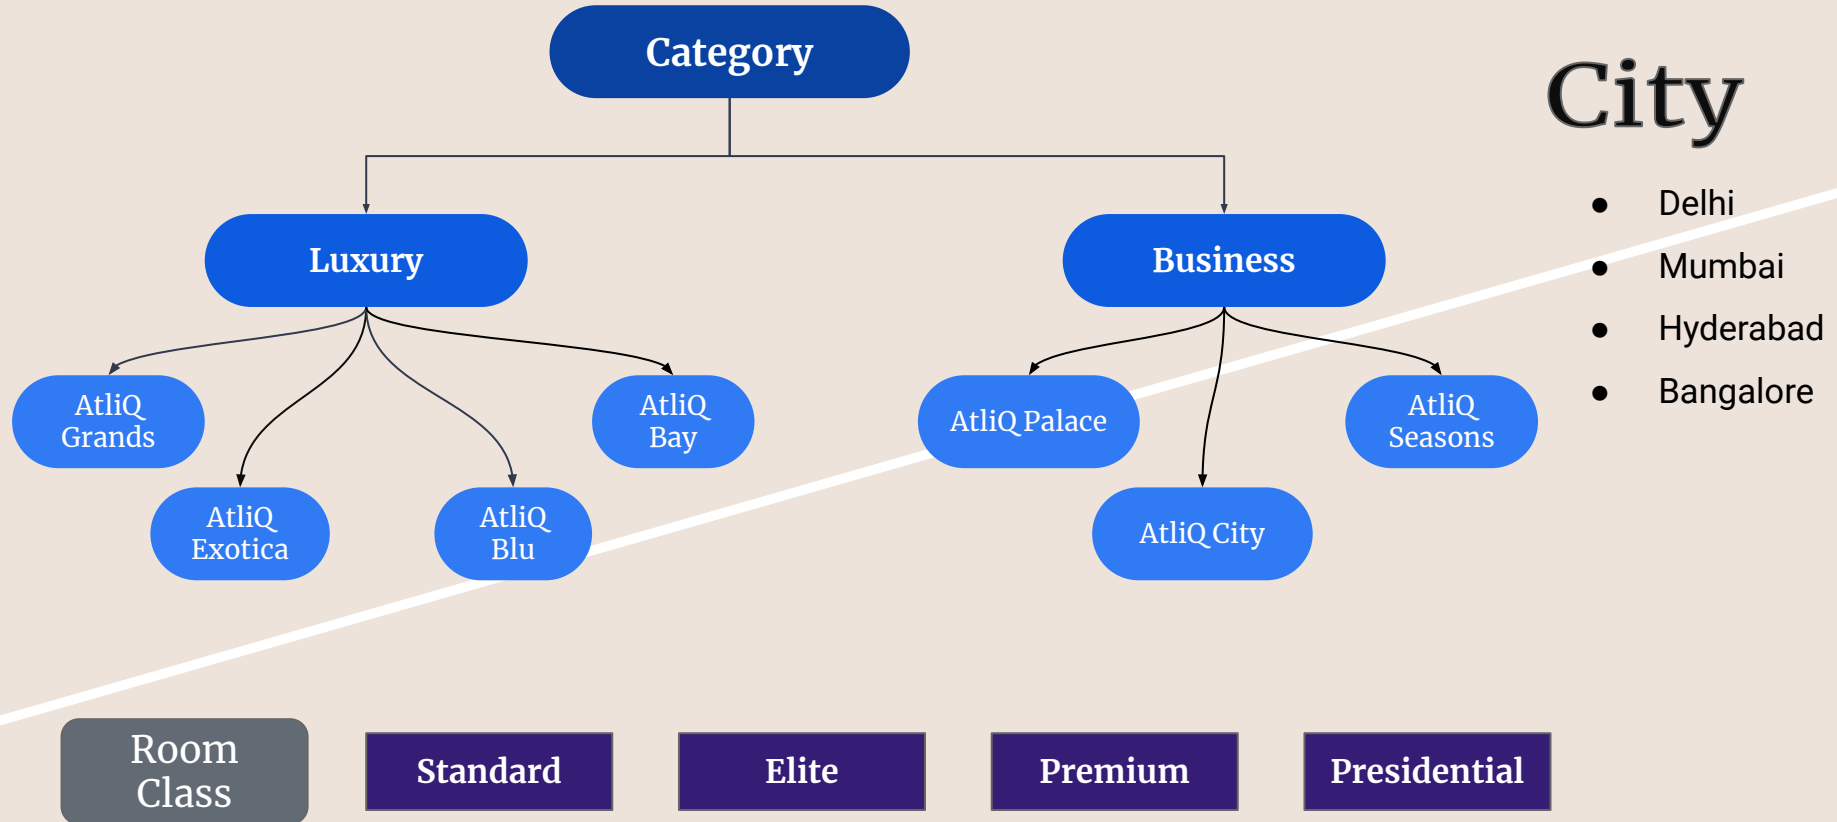 Category
City
Luxury
Business
AtliQ
Grands
AtliQ
Exotica
AtliQ
Blu
AtliQ
Bay
AtliQ Palace
AtliQ City
AtliQ
Seasons
● Delhi
● Mumbai
● Hyderabad
● Bangalore
Room
Class
Standard
Elite
Premium
Presidential